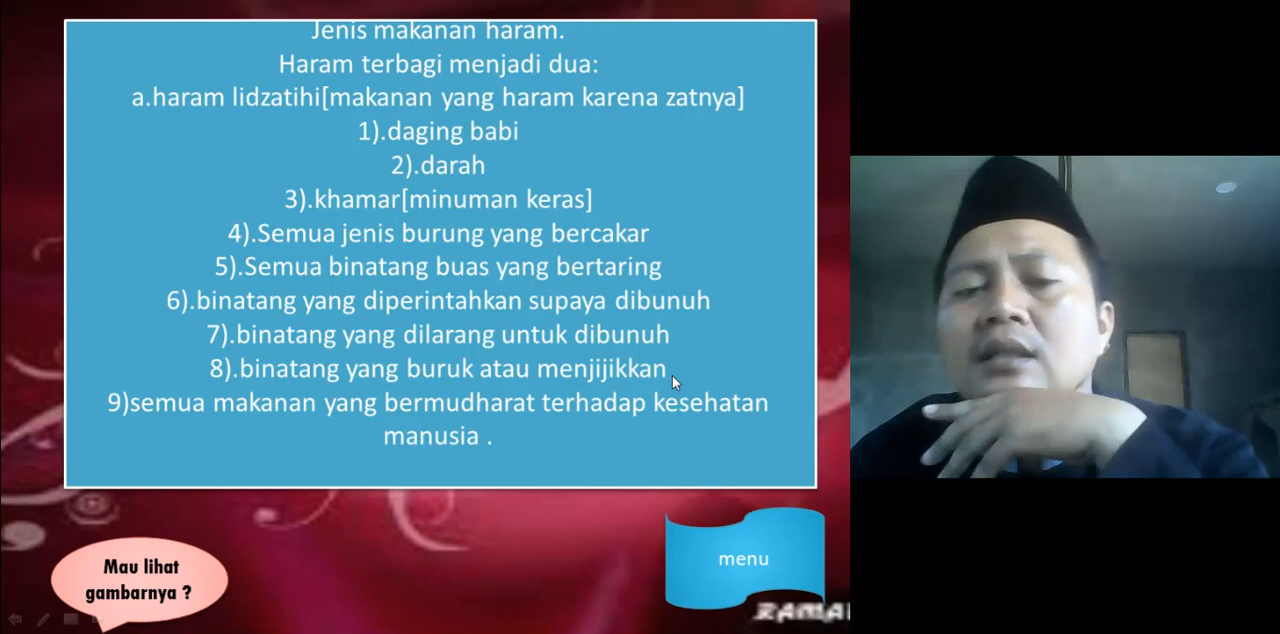 Jenis makanan haram.
Haram terbagi menjadi dua:
a.haram lidzatihi[makanan yang haram karena zatnya]
1).daging babi
2).darah
3).khamar[minuman keras]
4).Semua jenis burung yang bercakar
5).Semua binatang buas yang bertaring
6).binatang yang diperintahkan supaya dibunuh
7).binatang yang dilarang untuk dibunuh
8).binatang yang buruk atau menjijikkan
9)semua makanan yang bermudharat terhadap kesehatan
manusia .
Mau lihat
gambarnya ?
menu